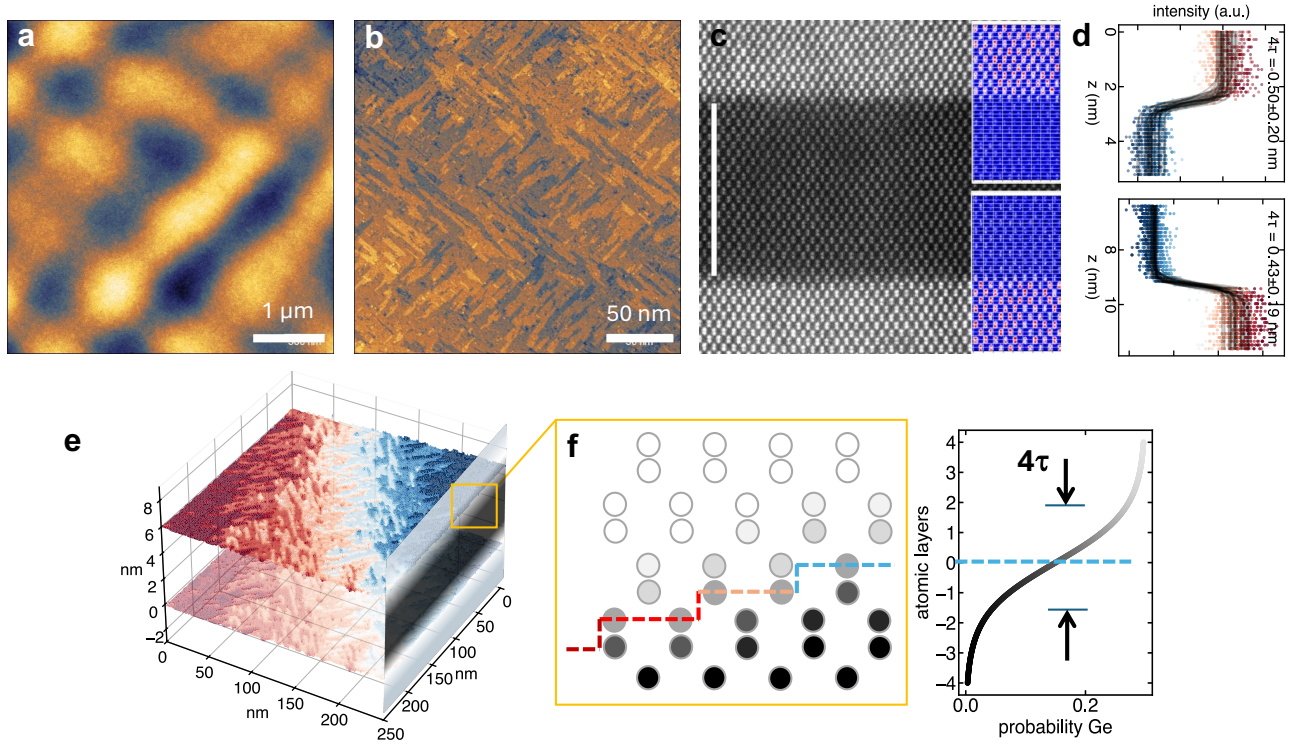 a
1 µm
b
50 nm
c
d
intensity (a.u.)
0
2
4
z (nm)
4τ = 0.50±0.20 nm
8
10
z (nm)
4τ = 0.43±0.19 nm
e
8
6
4
2
0
−2
nm
0
50
100
150
200
250
nm
0
50
100
150
200
nm
f
4τ
4
3
2
1
0
−1
−2
−3
−4
atomic layers
0.0
0.2
probability Ge